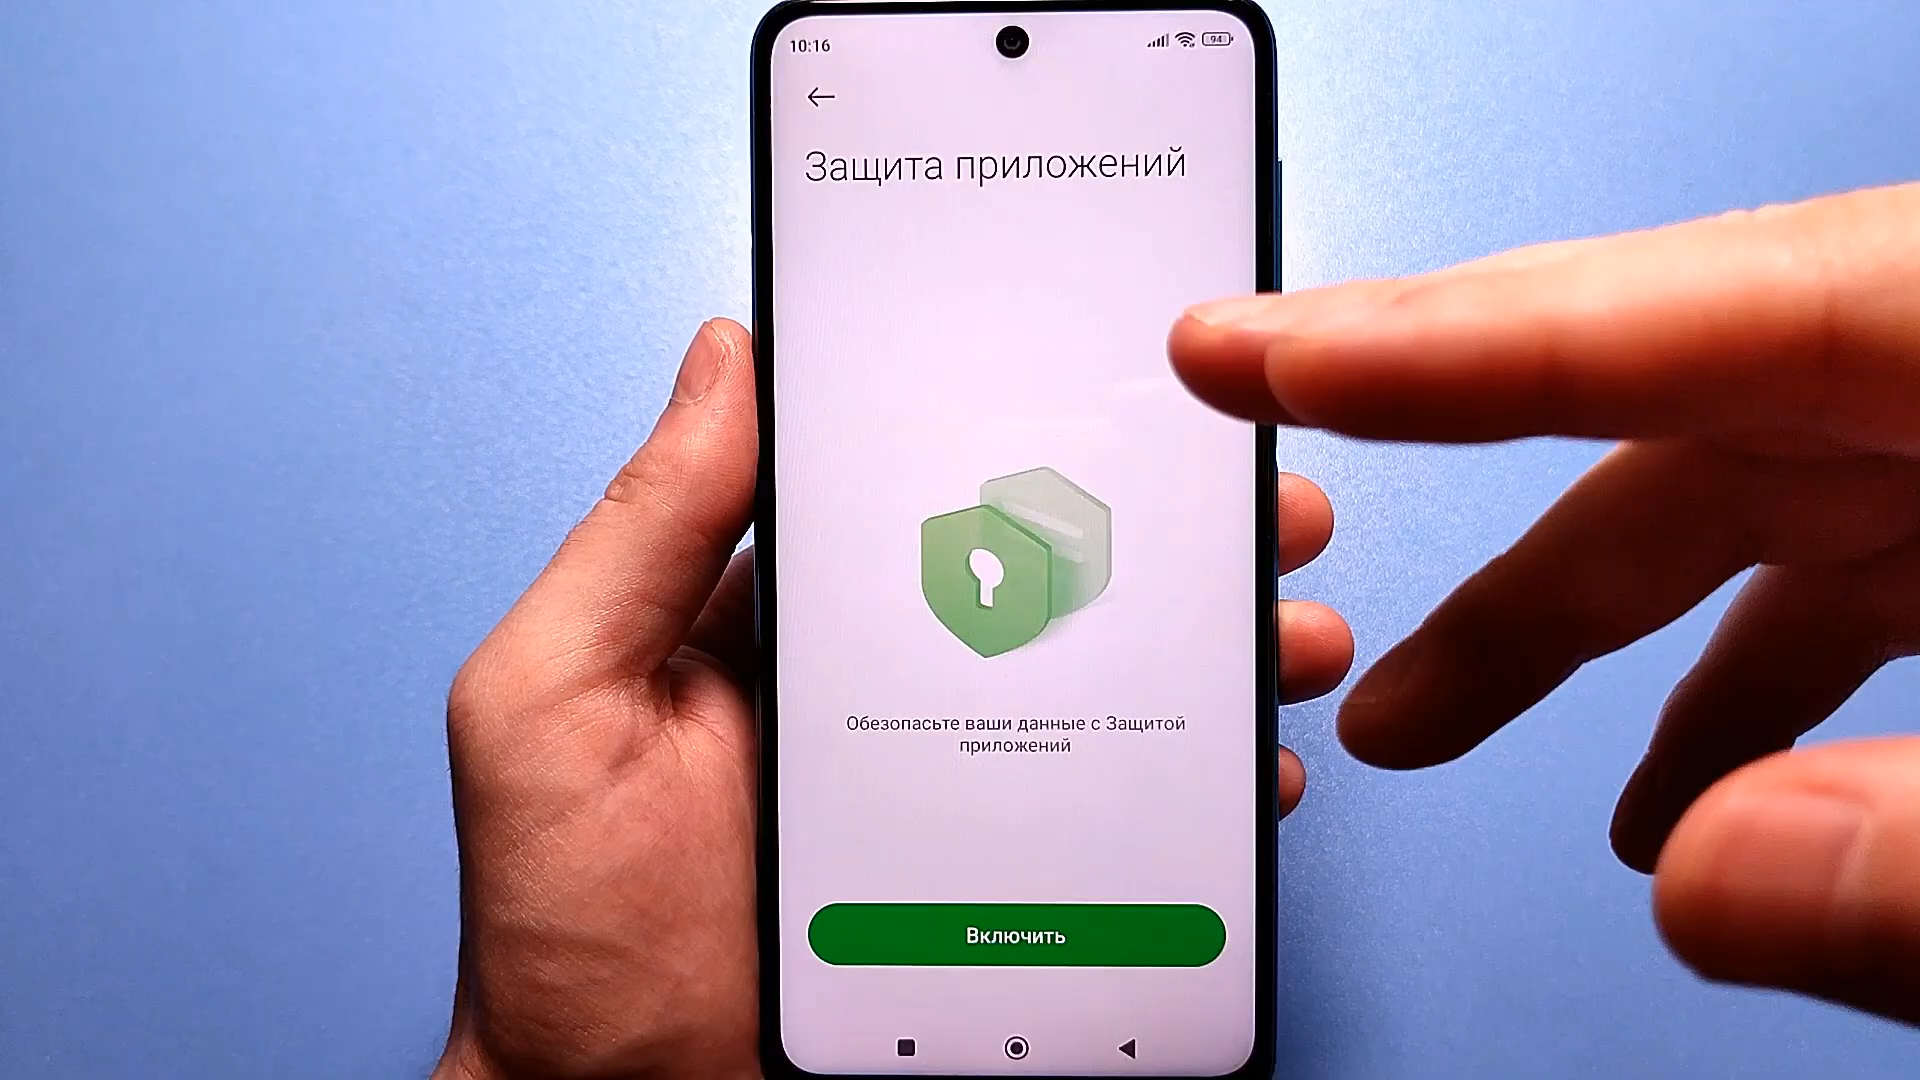 10:16
94
Защита приложений
Обезопасьте ваши данные с Защитой
приложений
Включить